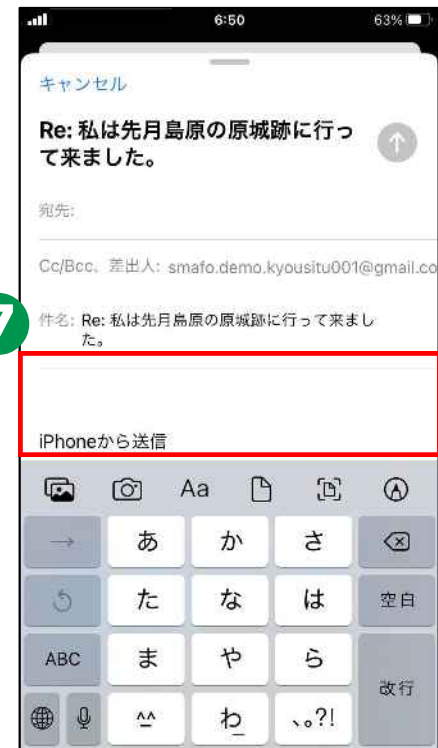 6:50
63%
キャンセル
Re: 私は先月島原の原城跡に行っ
て来ました。
宛先:
Cc/Bcc、差出人: smafo.demo.kyousitu001@gmail.co
7
件名: Re: 私は先月島原の原城跡に行って来まし
た。
iPhoneから送信
Aa
→ あ か さ
た な は 空白
ABC ま や ら 改行
^^ わ_ 、。?!